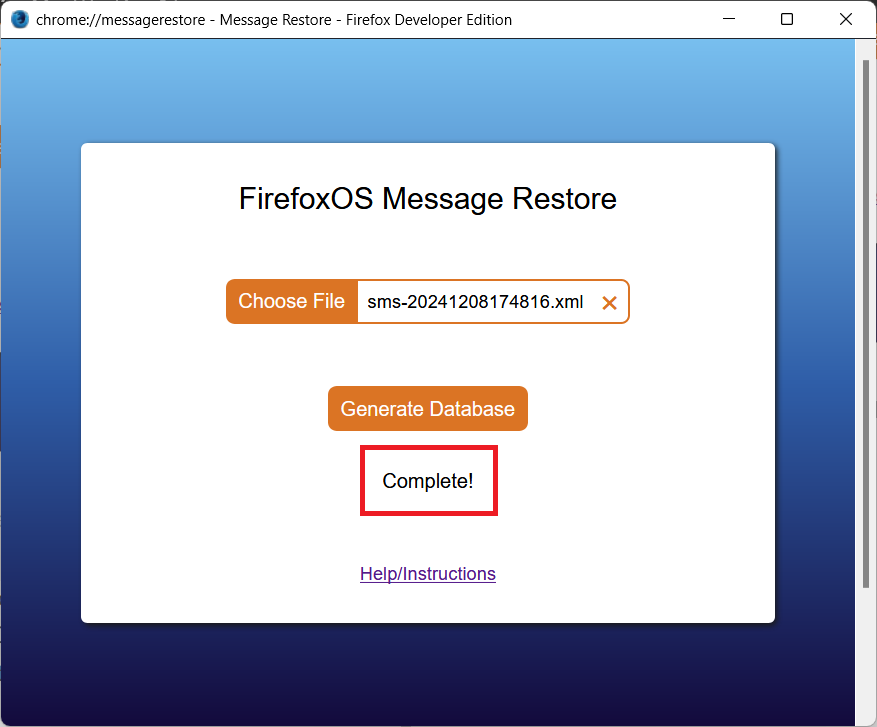 chrome://messagerestore - Message Restore - Firefox Developer Edition
FirefoxOS Message Restore
Choose File sms-20241208174816.xml
Generate Database
Complete!
Help/Instructions